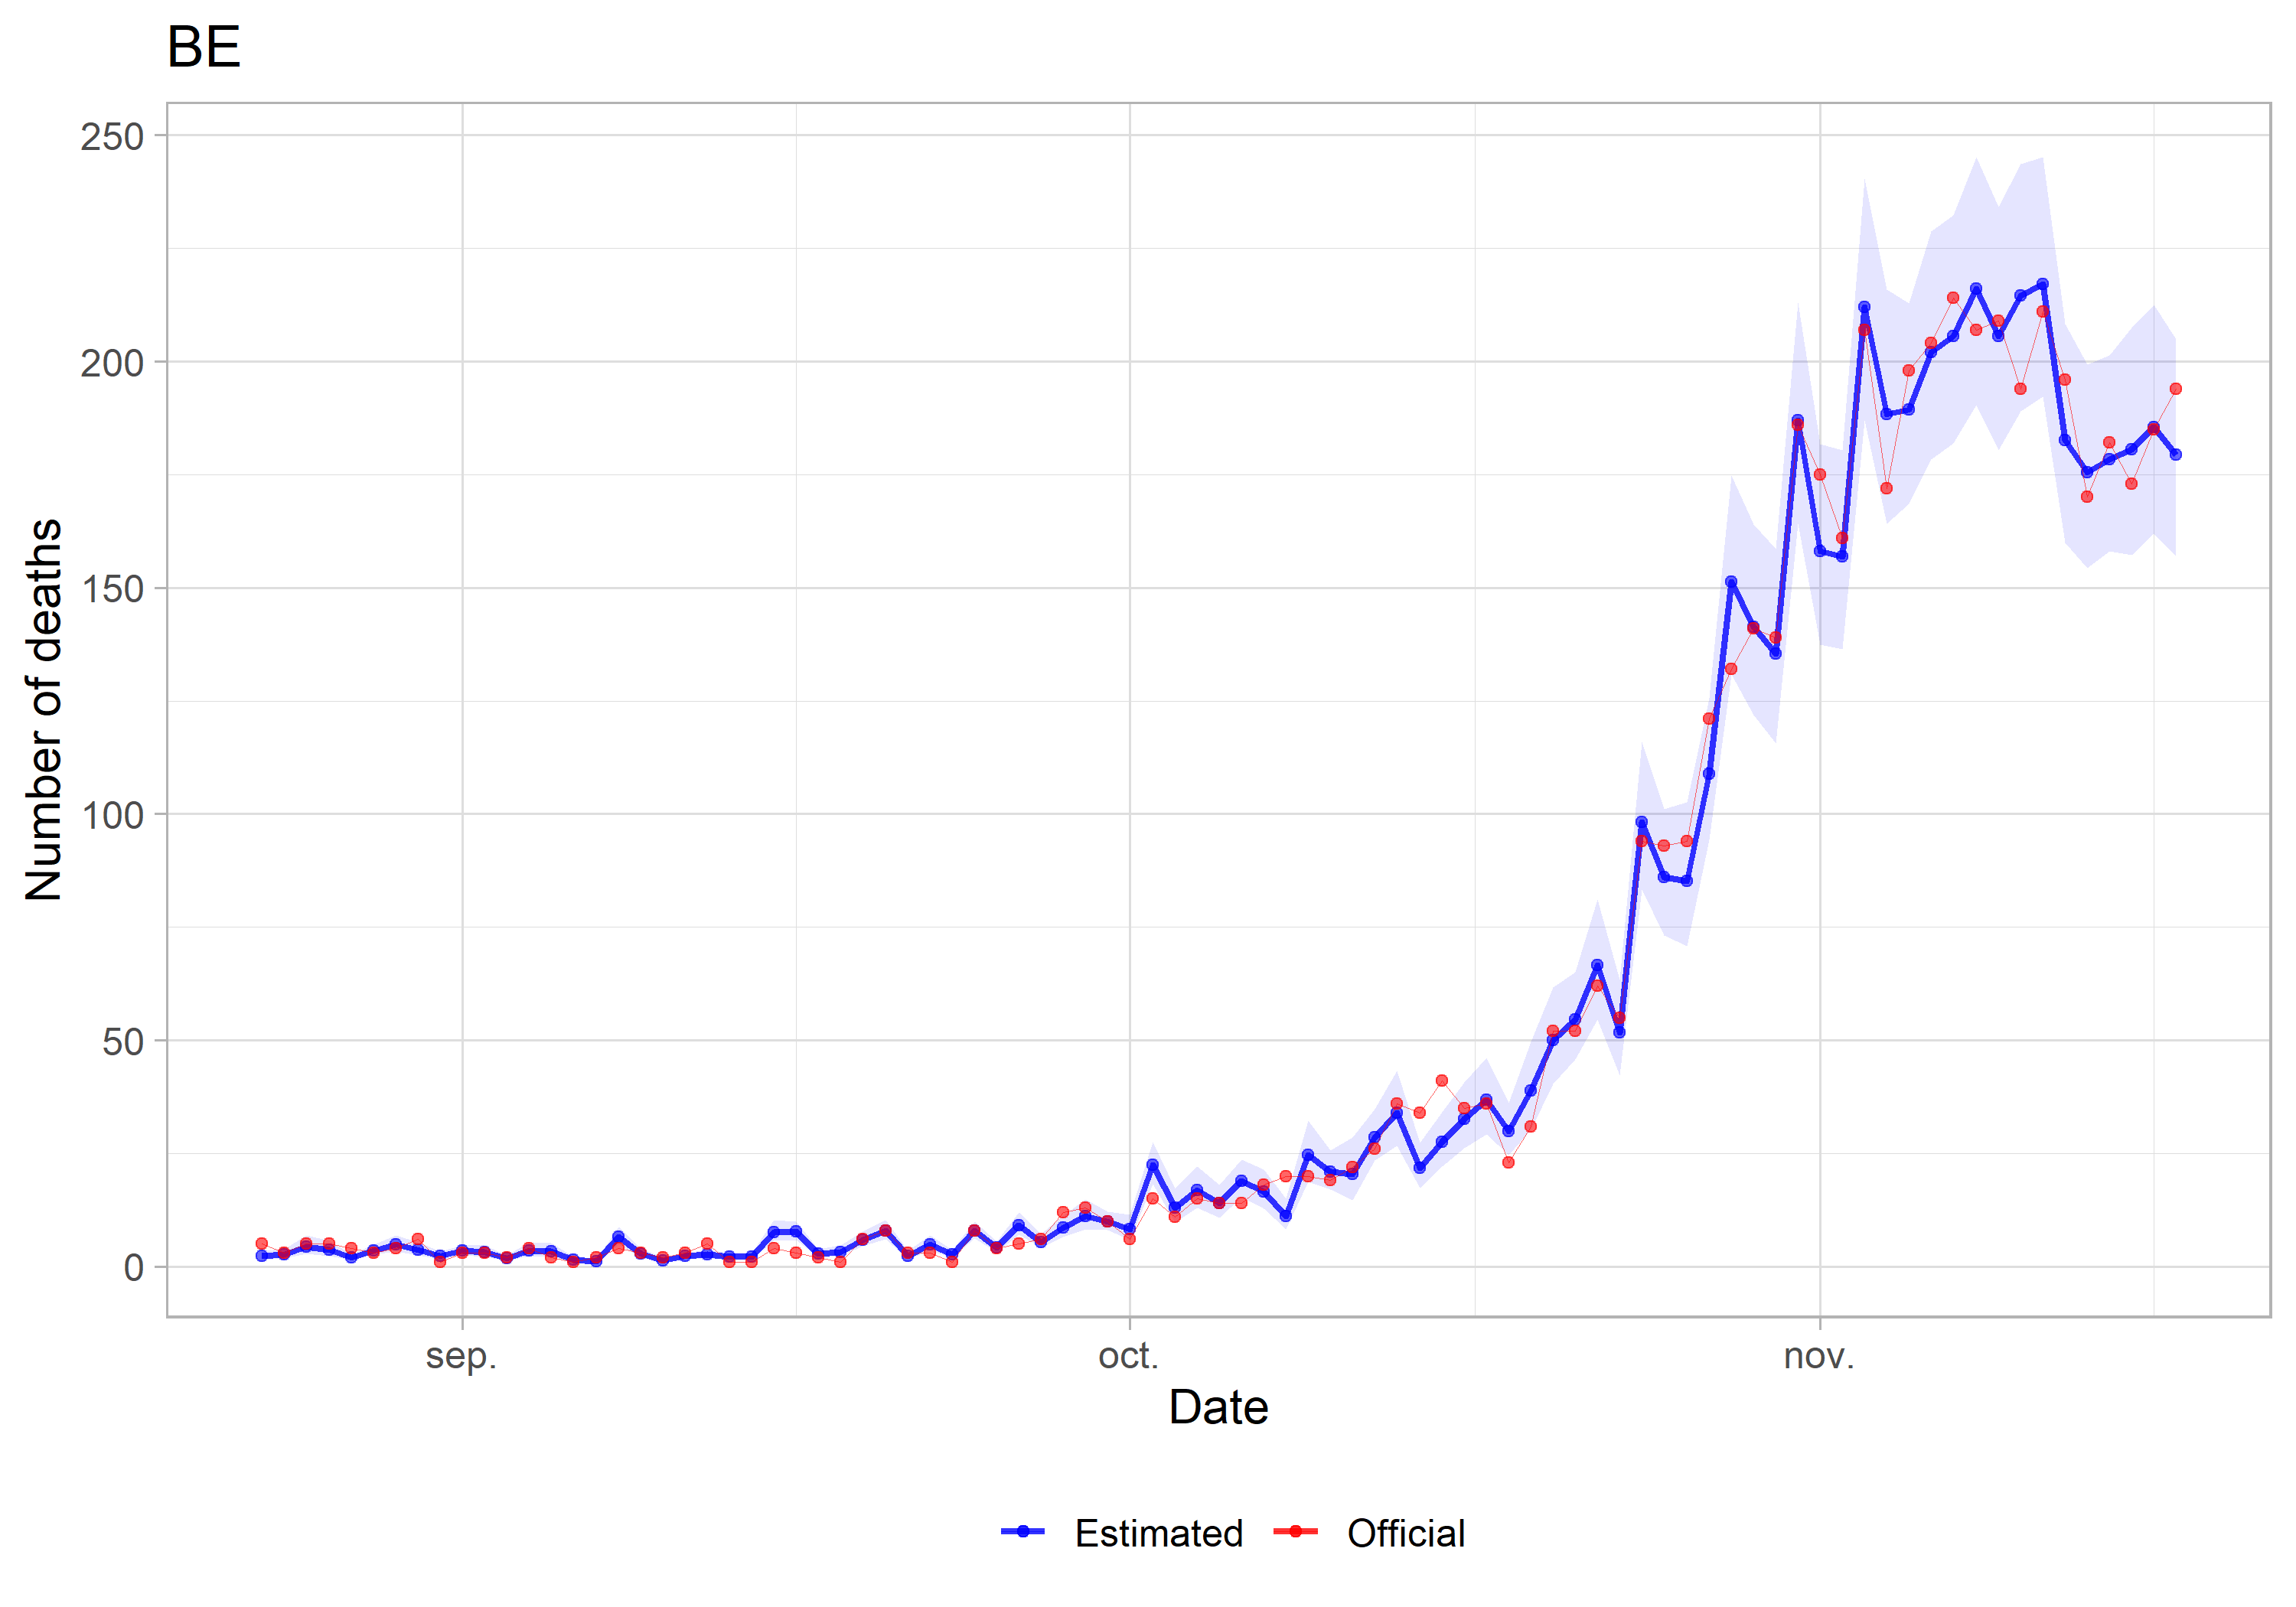 BE
250
200
150
100
50
0
Number of deaths
sep. oct. nov.
Date
Estimated Official